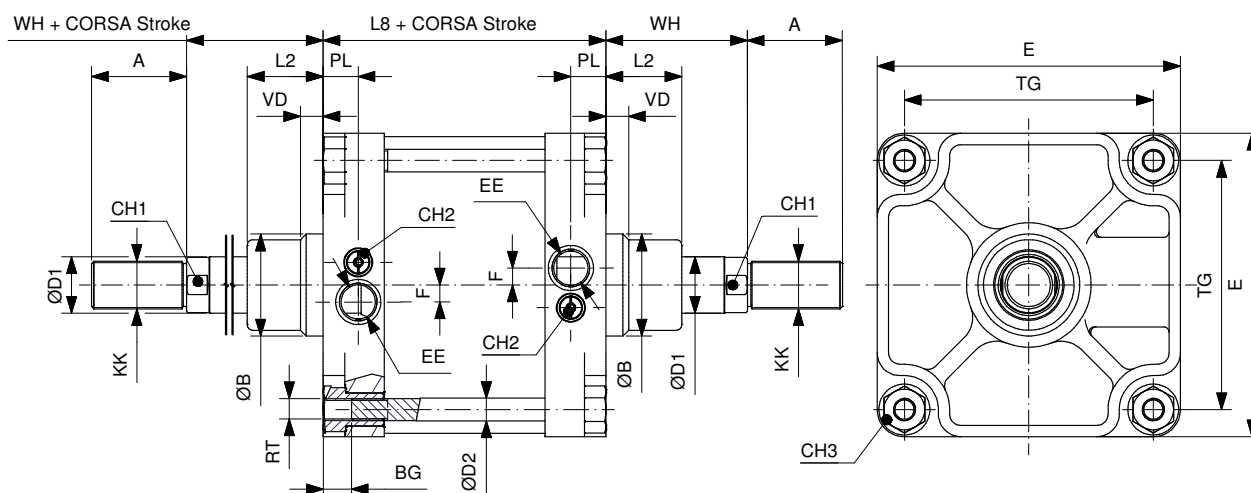 WH + CORSA Stroke
L8 + CORSA Stroke
WH
A
E
A
L2
PL
PL
L2
TG
VD
VD
EE
CH1
CH2
CH1
ØD1
F
F
TG
E
KK
ØB
EE
CH2
ØB
ØD1
KK
RT
BG
ØD2
CH3